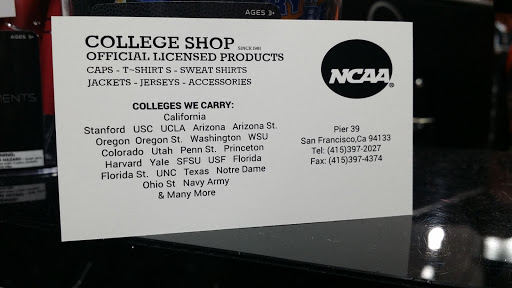 AGES 3+
AGES 3+
COLLEGE SHOP SINCE 1981
OFFICIAL LICENSED PRODUCTS
CAPS - T~SHIRT S - SWEAT SHIRTS
JACKETS - JERSEYS - ACCESSORIES
NCAA®
COLLEGES WE CARRY:
California
Stanford USC UCLA Arizona Arizona St.
Oregon Oregon St. Washington WSU
Colorado Utah Penn St. Princeton
Harvard Yale SFSU USF Florida
Florida St. UNC Texas Notre Dame
Ohio St Navy Army
& Many More
Pier 39
San Francisco,Ca 94133
Tel: (415)397-2027
Fax: (415)397-4374
MENTS